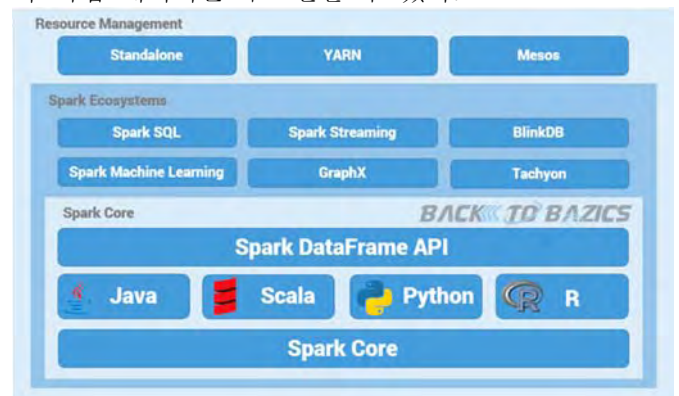 Resource Management
Standalone YARN Mesos
Spark Ecosystems
Spark SQL Spark Streaming BlinkDB
Spark Machine Learning GraphX Tachyon
Spark Core
BACK TO BAZICS
Spark DataFrame API
Java Scala Python R
Spark Core